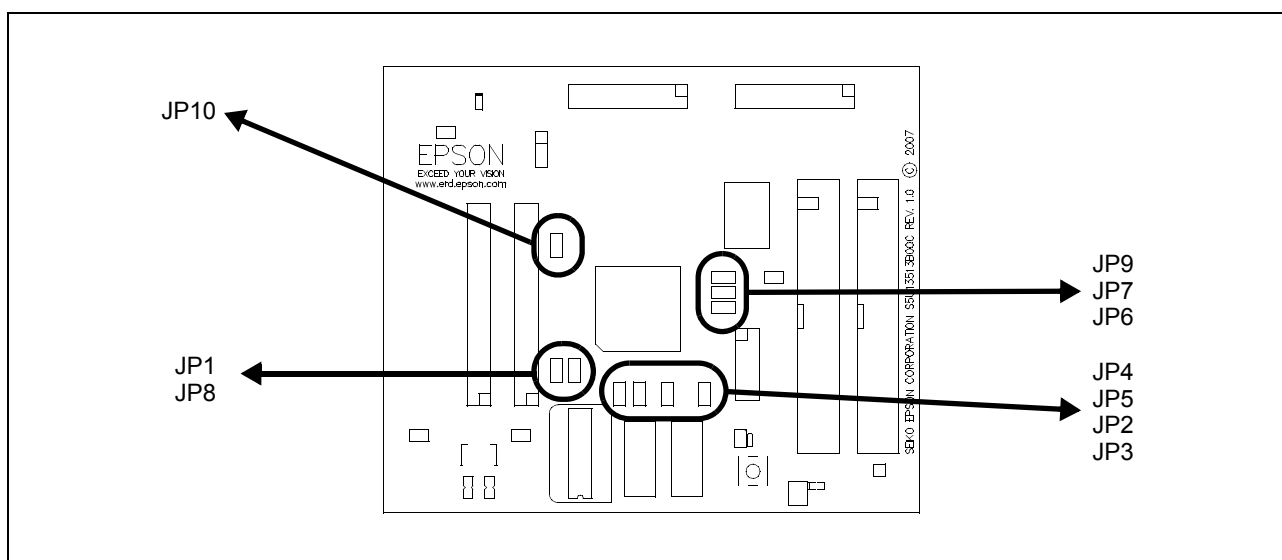 JP10
EPSON
EXCEED YOUR VISION
www.erd.epson.com
SEIKO EPSON CORPORATION S5U13513B00C REV. 1.0 © 2007
JP9
JP7
JP6
JP1
JP8
JP4
JP5
JP2
JP3